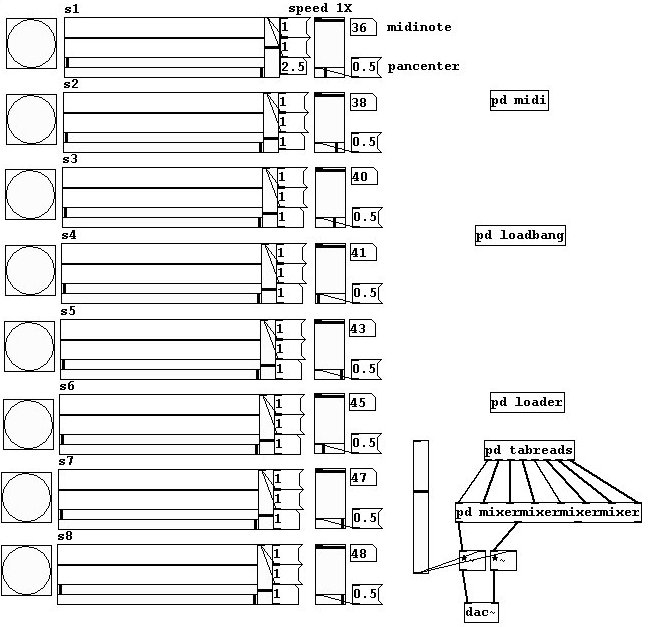 s1
speed 1X
1
36
midinote
1
2.5
0.5
pancenter
s2
1
38
pd midi
1
1
0.5
s3
1
40
1
1
0.5
s4
pd loadbang
1
41
1
1
0.5
s5
1
43
1
1
0.5
s6
1
45
pd loader
1
1
0.5
pd tabreads
s7
1
47
1
1
0.5
pd mixermixermixermixer
s8
1
48
1
*~
*~
1
0.5
dac~